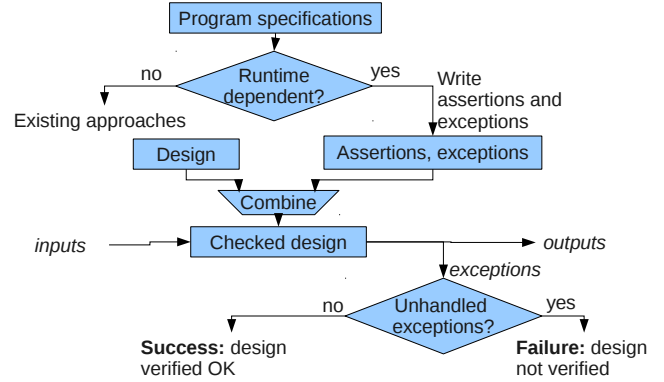 Program specifications
no
Runtime
dependent?
yes
Write
assertions and
exceptions
Existing approaches
Design
Assertions, exceptions
Combine
inputs
Checked design
outputs
exceptions
no
Unhandled
exceptions?
yes
Success: design
verified OK
Failure: design
not verified